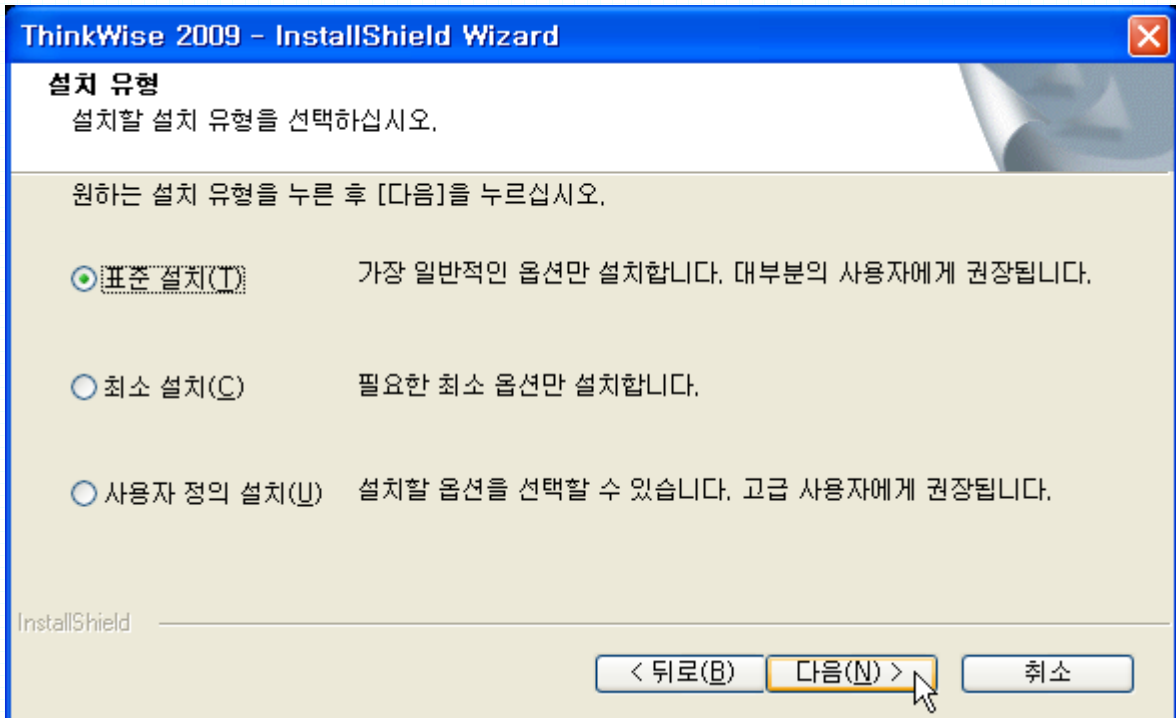 ThinkWise 2009 - InstallShield Wizard
설치 유형
설치할 설치 유형을 선택하십시오.
원하는 설치 유형을 누른 후 [다음]을 누르십시오.
표준 설치(T) 가장 일반적인 옵션만 설치합니다. 대부분의 사용자에게 권장됩니다.
최소 설치(C) 필요한 최소 옵션만 설치합니다.
사용자 정의 설치(U) 설치할 옵션을 선택할 수 있습니다. 고급 사용자에게 권장됩니다.
InstallShield
< 뒤로(B) 다음(N) > 취소